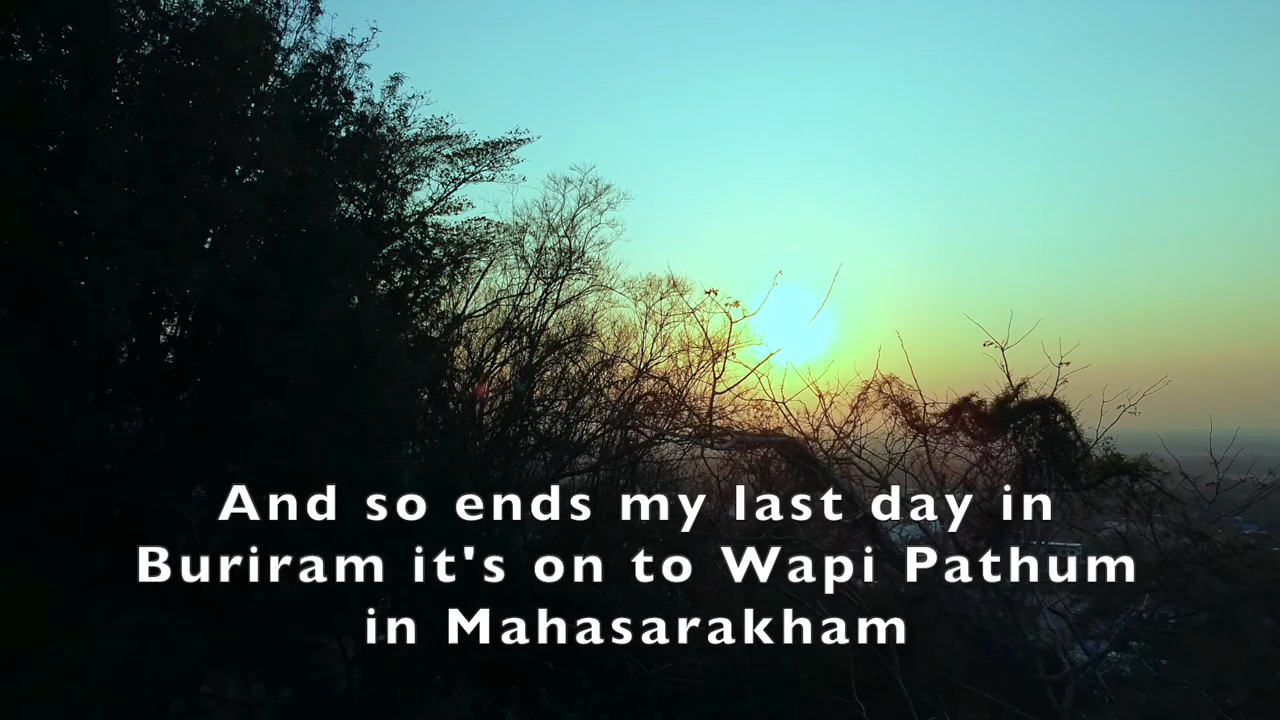 And so ends my last day in
Buriram it's on to Wapi Pathum
in Mahasarakham